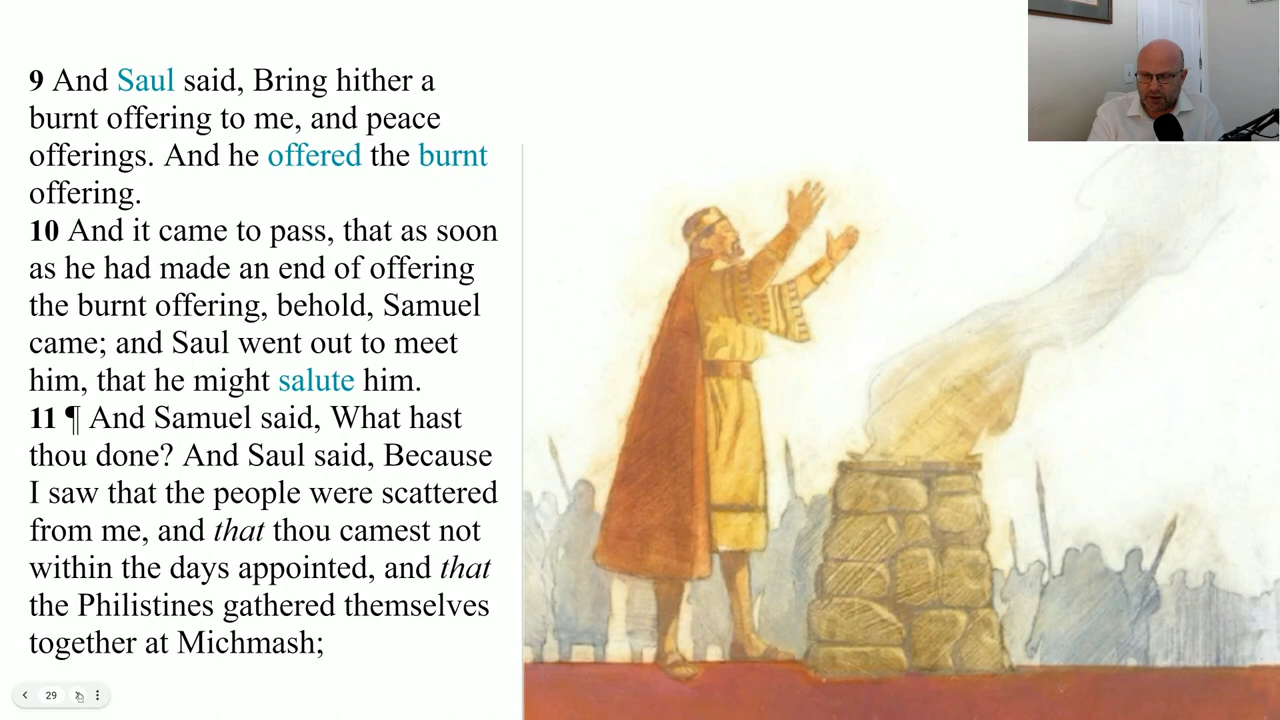 9 And Saul said, Bring hither a
burnt offering to me, and peace
offerings. And he offered the burnt
offering.
10 And it came to pass, that as soon
as he had made an end of offering
the burnt offering, behold, Samuel
came; and Saul went out to meet
him, that he might salute him.
11 ¶ And Samuel said, What hast
thou done? And Saul said, Because
I saw that the people were scattered
from me, and that thou camest not
within the days appointed, and that
the Philistines gathered themselves
together at Michmash;
29